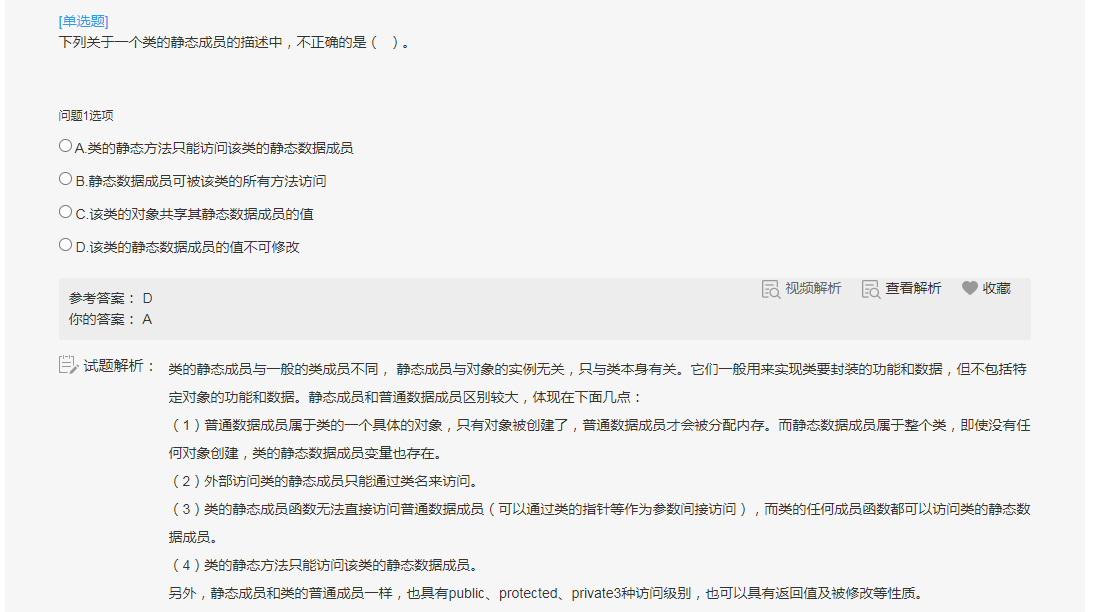 [单选题]
下列关于一个类的静态成员的描述中，不正确的是（ ）。
问题1选项
A.类的静态方法只能访问该类的静态数据成员
B.静态数据成员可被该类的所有方法访问
C.该类的对象共享其静态数据成员的值
D.该类的静态数据成员的值不可修改
视频解析 查看解析 收藏
参考答案： D
你的答案： A
试题解析： 类的静态成员与一般的类成员不同， 静态成员与对象的实例无关，只与类本身有关。它们一般用来实现类要封装的功能和数据，但不包括特
定对象的功能和数据。静态成员和普通数据成员区别较大，体现在下面几点：
（1）普通数据成员属于类的一个具体的对象，只有对象被创建了，普通数据成员才会被分配内存。而静态数据成员属于整个类，即使没有任
何对象创建，类的静态数据成员变量也存在。
（2）外部访问类的静态成员只能通过类名来访问。
（3）类的静态成员函数无法直接访问普通数据成员（可以通过类的指针等作为参数间接访问），而类的任何成员函数都可以访问类的静态数
据成员。
（4）类的静态方法只能访问该类的静态数据成员。
另外，静态成员和类的普通成员一样，也具有public、protected、private3种访问级别，也可以具有返回值及被修改等性质。